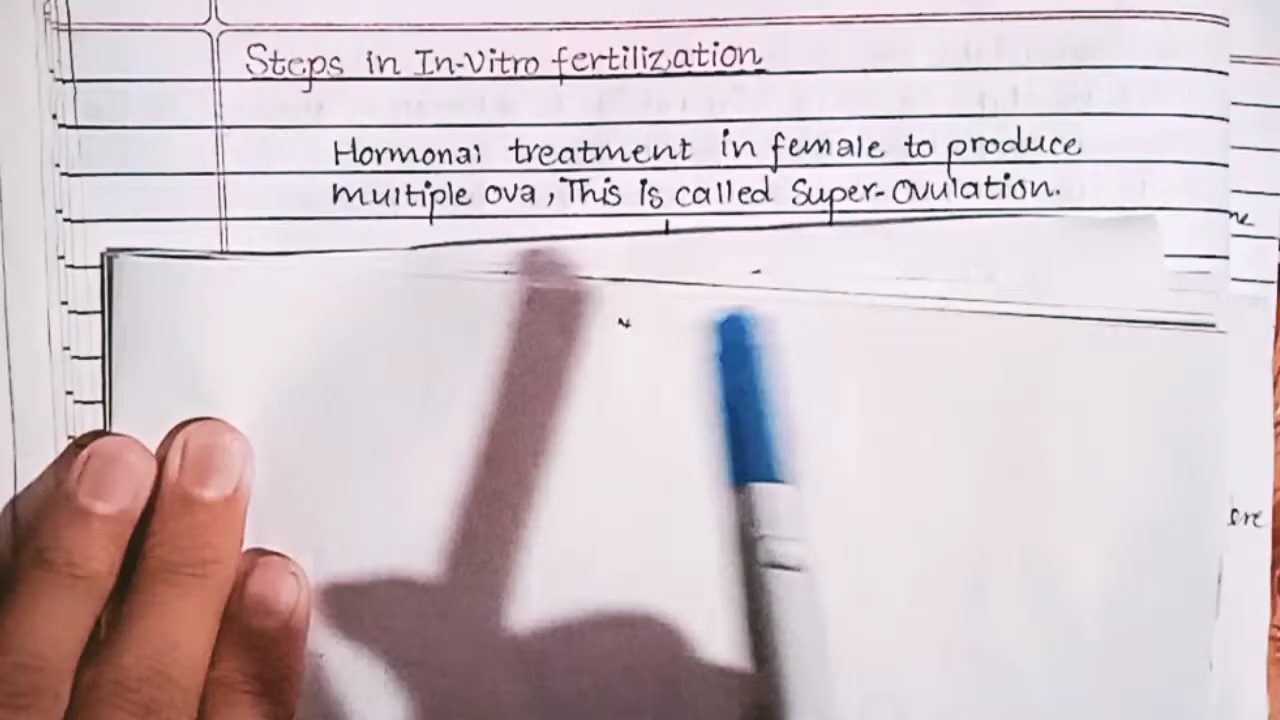 Steps in In-Vitro fertilization
Hormonal treatment in female to produce
multiple ova, This is called Super-Ovulation.